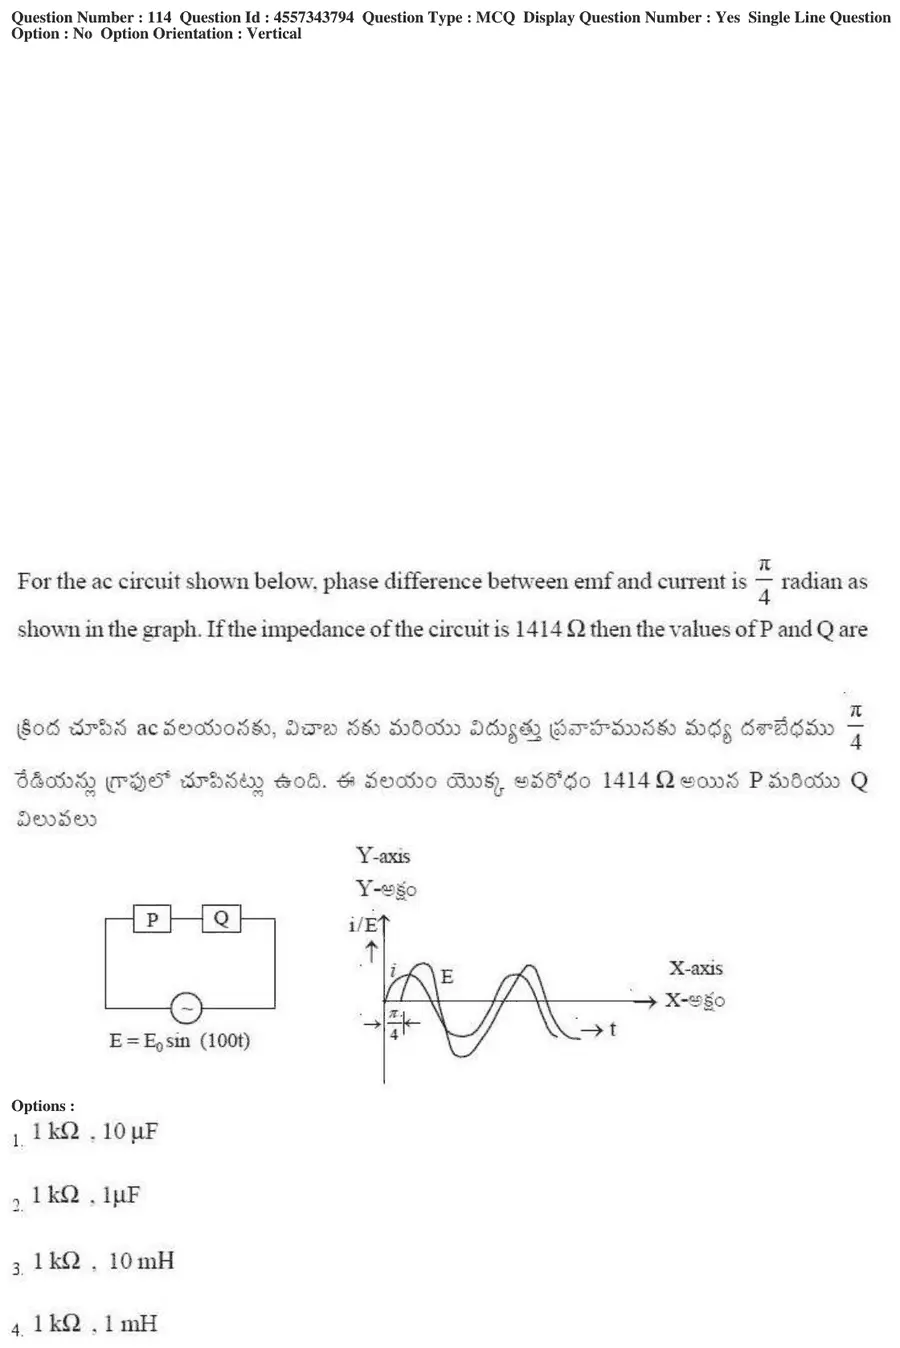 Question Number : 114 Question Id : 4557343794 Question Type : MCQ Display Question Number : Yes Single Line Question
Option : No Option Orientation : Vertical
For the ac circuit shown below, phase difference between emf and current is π/4 radian as
shown in the graph. If the impedance of the circuit is 1414 Ω then the values of P and Q are
క్రింద చూపిన ac వలయంనకు, విచాబ నకు మరియు విద్యుత్తు ప్రవాహమునకు మధ్య దశాబేధము π/4
రేడియన్లు గ్రాఫులో చూపినట్లు ఉంది. ఈ వలయం యొక్క అవరోధం 1414 Ω అయిన P మరియు Q
విలువలు
Y-axis
Y-అక్షం
P
Q
i/E
i
E
X-axis
X-అక్షం
~
π/4
t
E = E₀ sin (100t)
Options :
1. 1 kΩ , 10 μF
2. 1 kΩ , 1μF
3. 1 kΩ , 10 mH
4. 1 kΩ , 1 mH